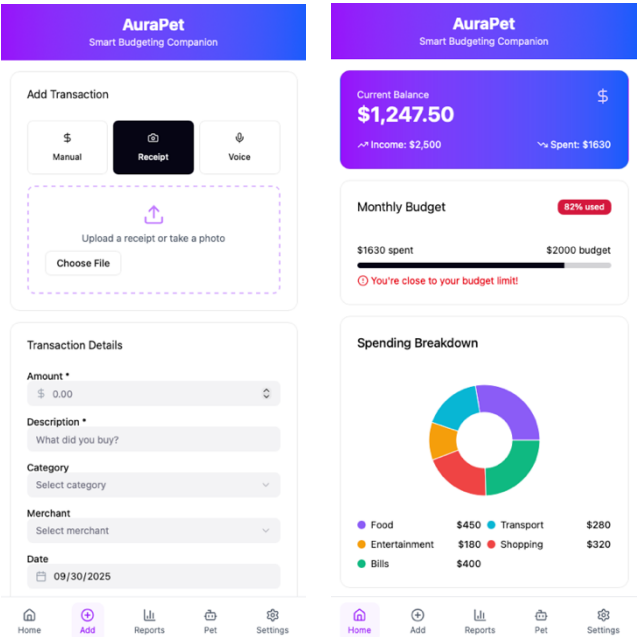 AuraPet
Smart Budgeting Companion
Add Transaction
Manual
Receipt
Voice
Upload a receipt or take a photo
Choose File
Transaction Details
Amount *
$ 0.00
Description *
What did you buy?
Category
Select category
Merchant
Select merchant
Date
09/30/2025
Home Add Reports Pet Settings
AuraPet
Smart Budgeting Companion
Current Balance
$1,247.50
Income: $2,500 Spent: $1630
Monthly Budget 82% used
$1630 spent $2000 budget
You're close to your budget limit!
Spending Breakdown
Food $450 Transport $280
Entertainment $180 Shopping $320
Bills $400
Home Add Reports Pet Settings